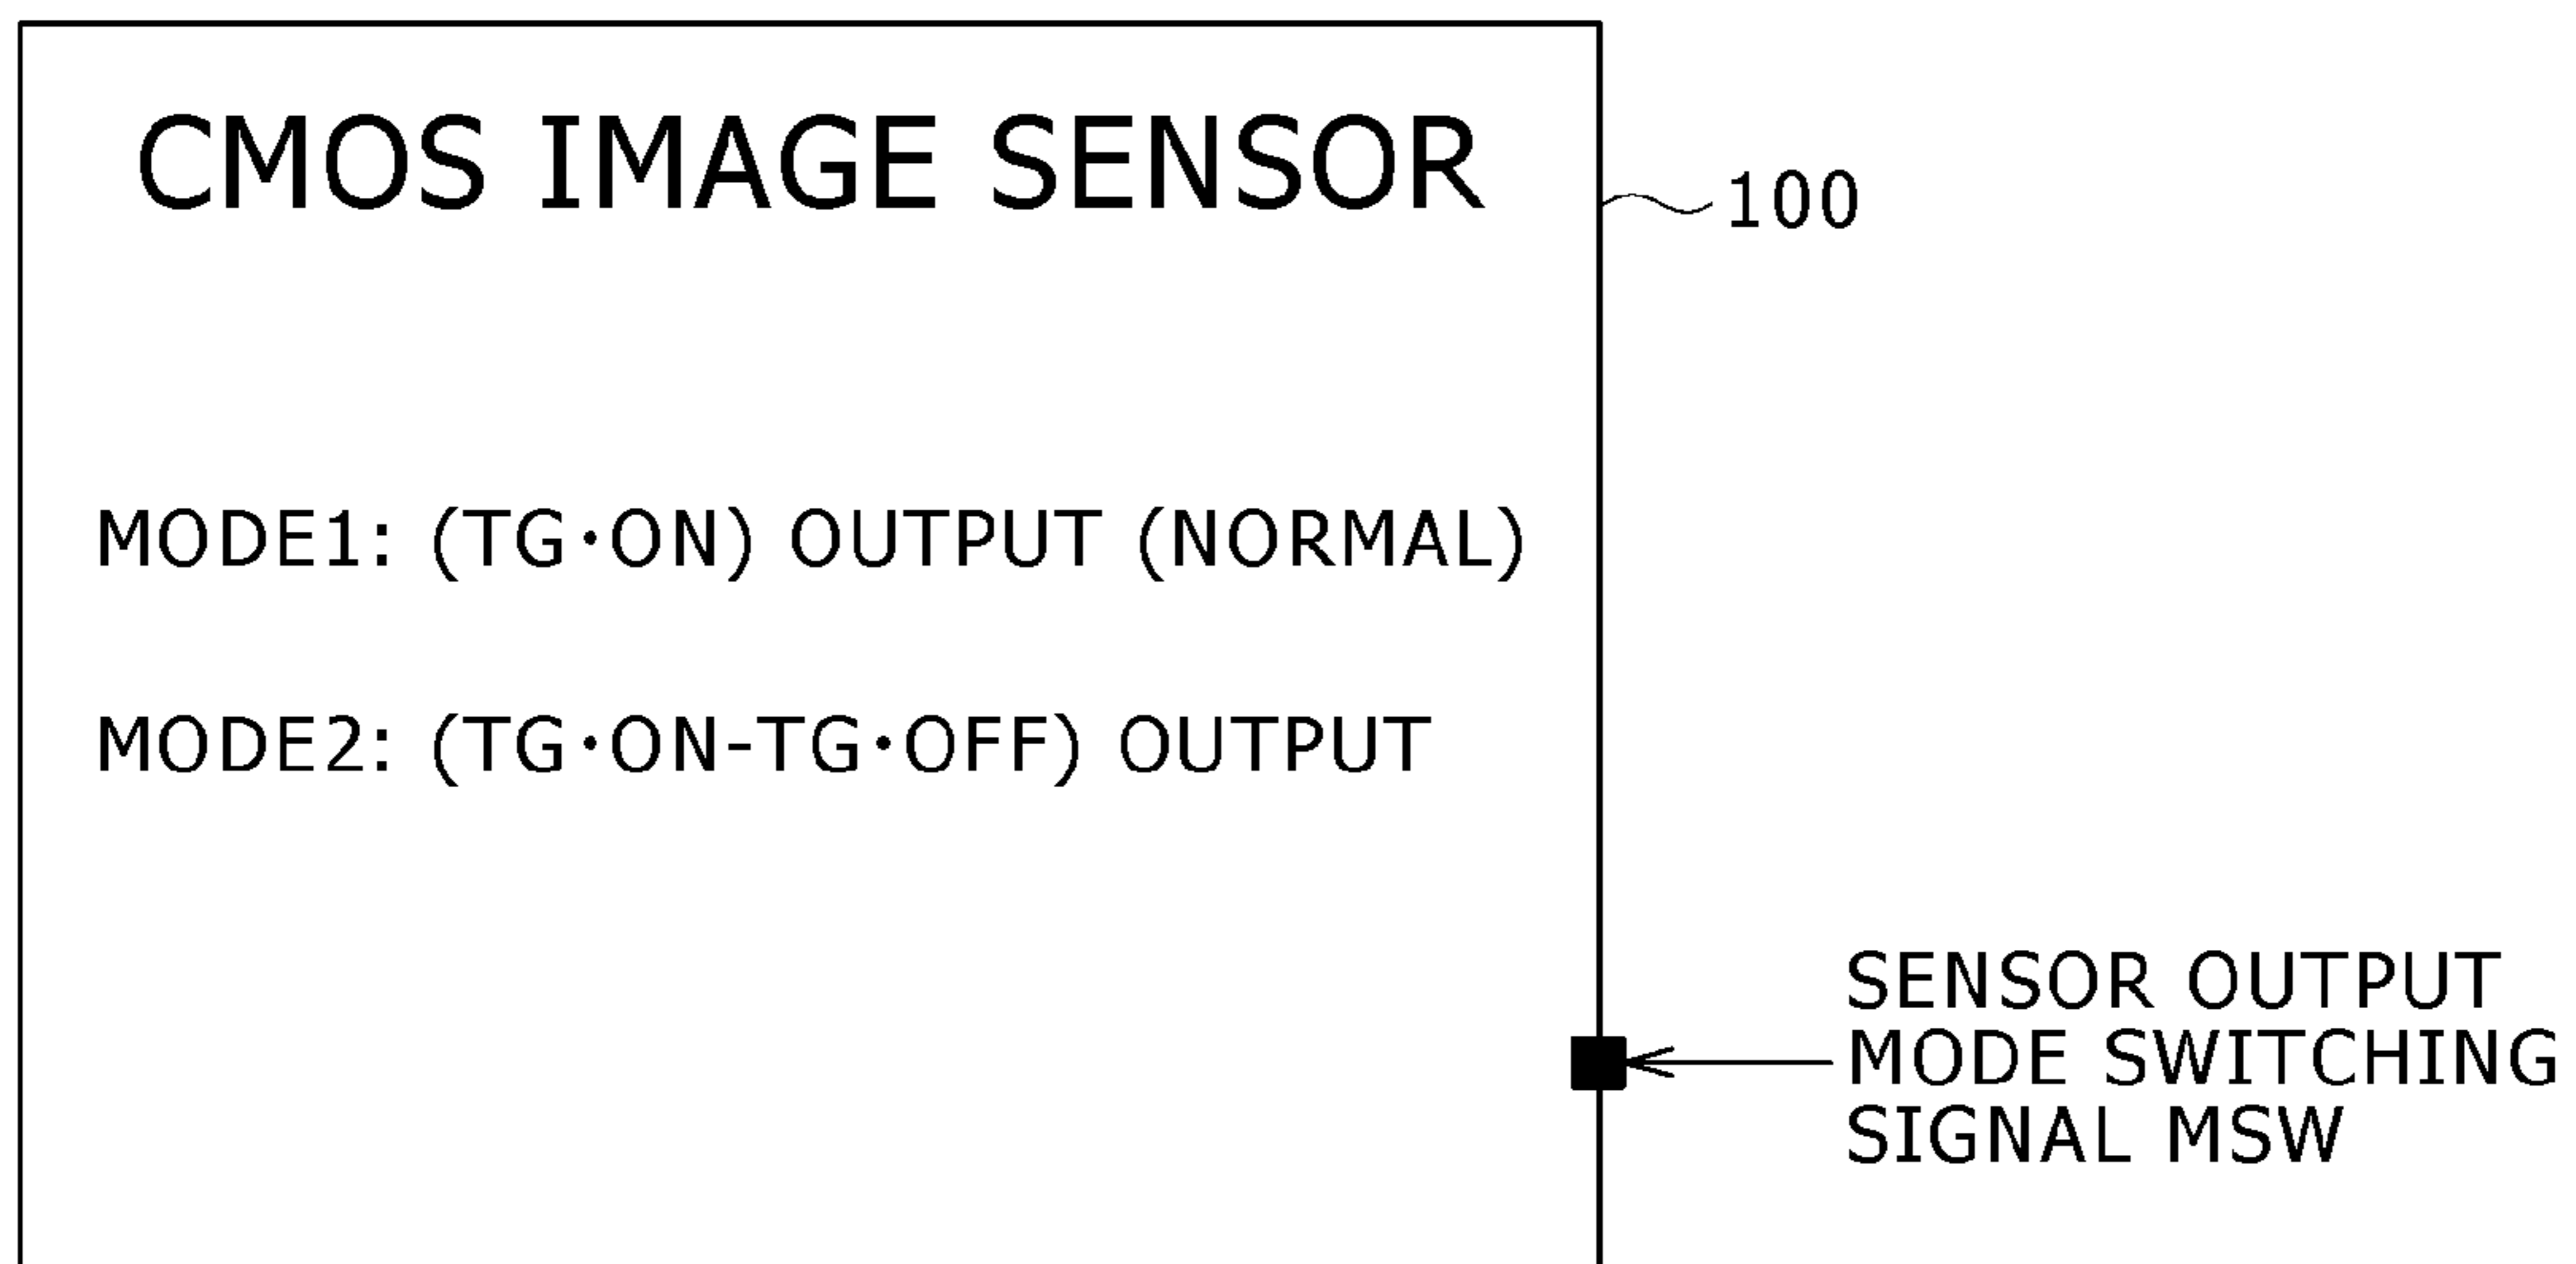 CMOS IMAGE SENSOR
100
MODE1: (TG·ON) OUTPUT (NORMAL)
MODE2: (TG·ON-TG·OFF) OUTPUT
SENSOR OUTPUT
MODE SWITCHING
SIGNAL MSW